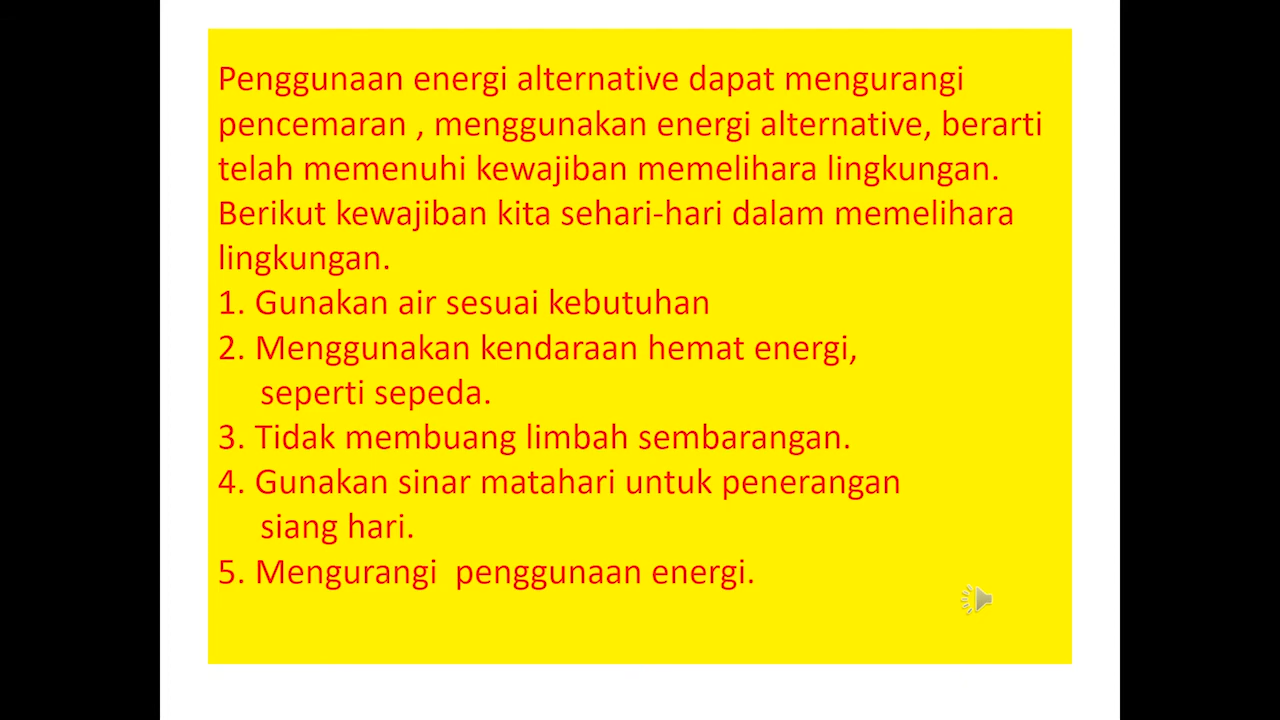 Penggunaan energi alternative dapat mengurangi
pencemaran , menggunakan energi alternative, berarti
telah memenuhi kewajiban memelihara lingkungan.
Berikut kewajiban kita sehari-hari dalam memelihara
lingkungan.
1. Gunakan air sesuai kebutuhan
2. Menggunakan kendaraan hemat energi,
seperti sepeda.
3. Tidak membuang limbah sembarangan.
4. Gunakan sinar matahari untuk penerangan
siang hari.
5. Mengurangi  penggunaan energi.